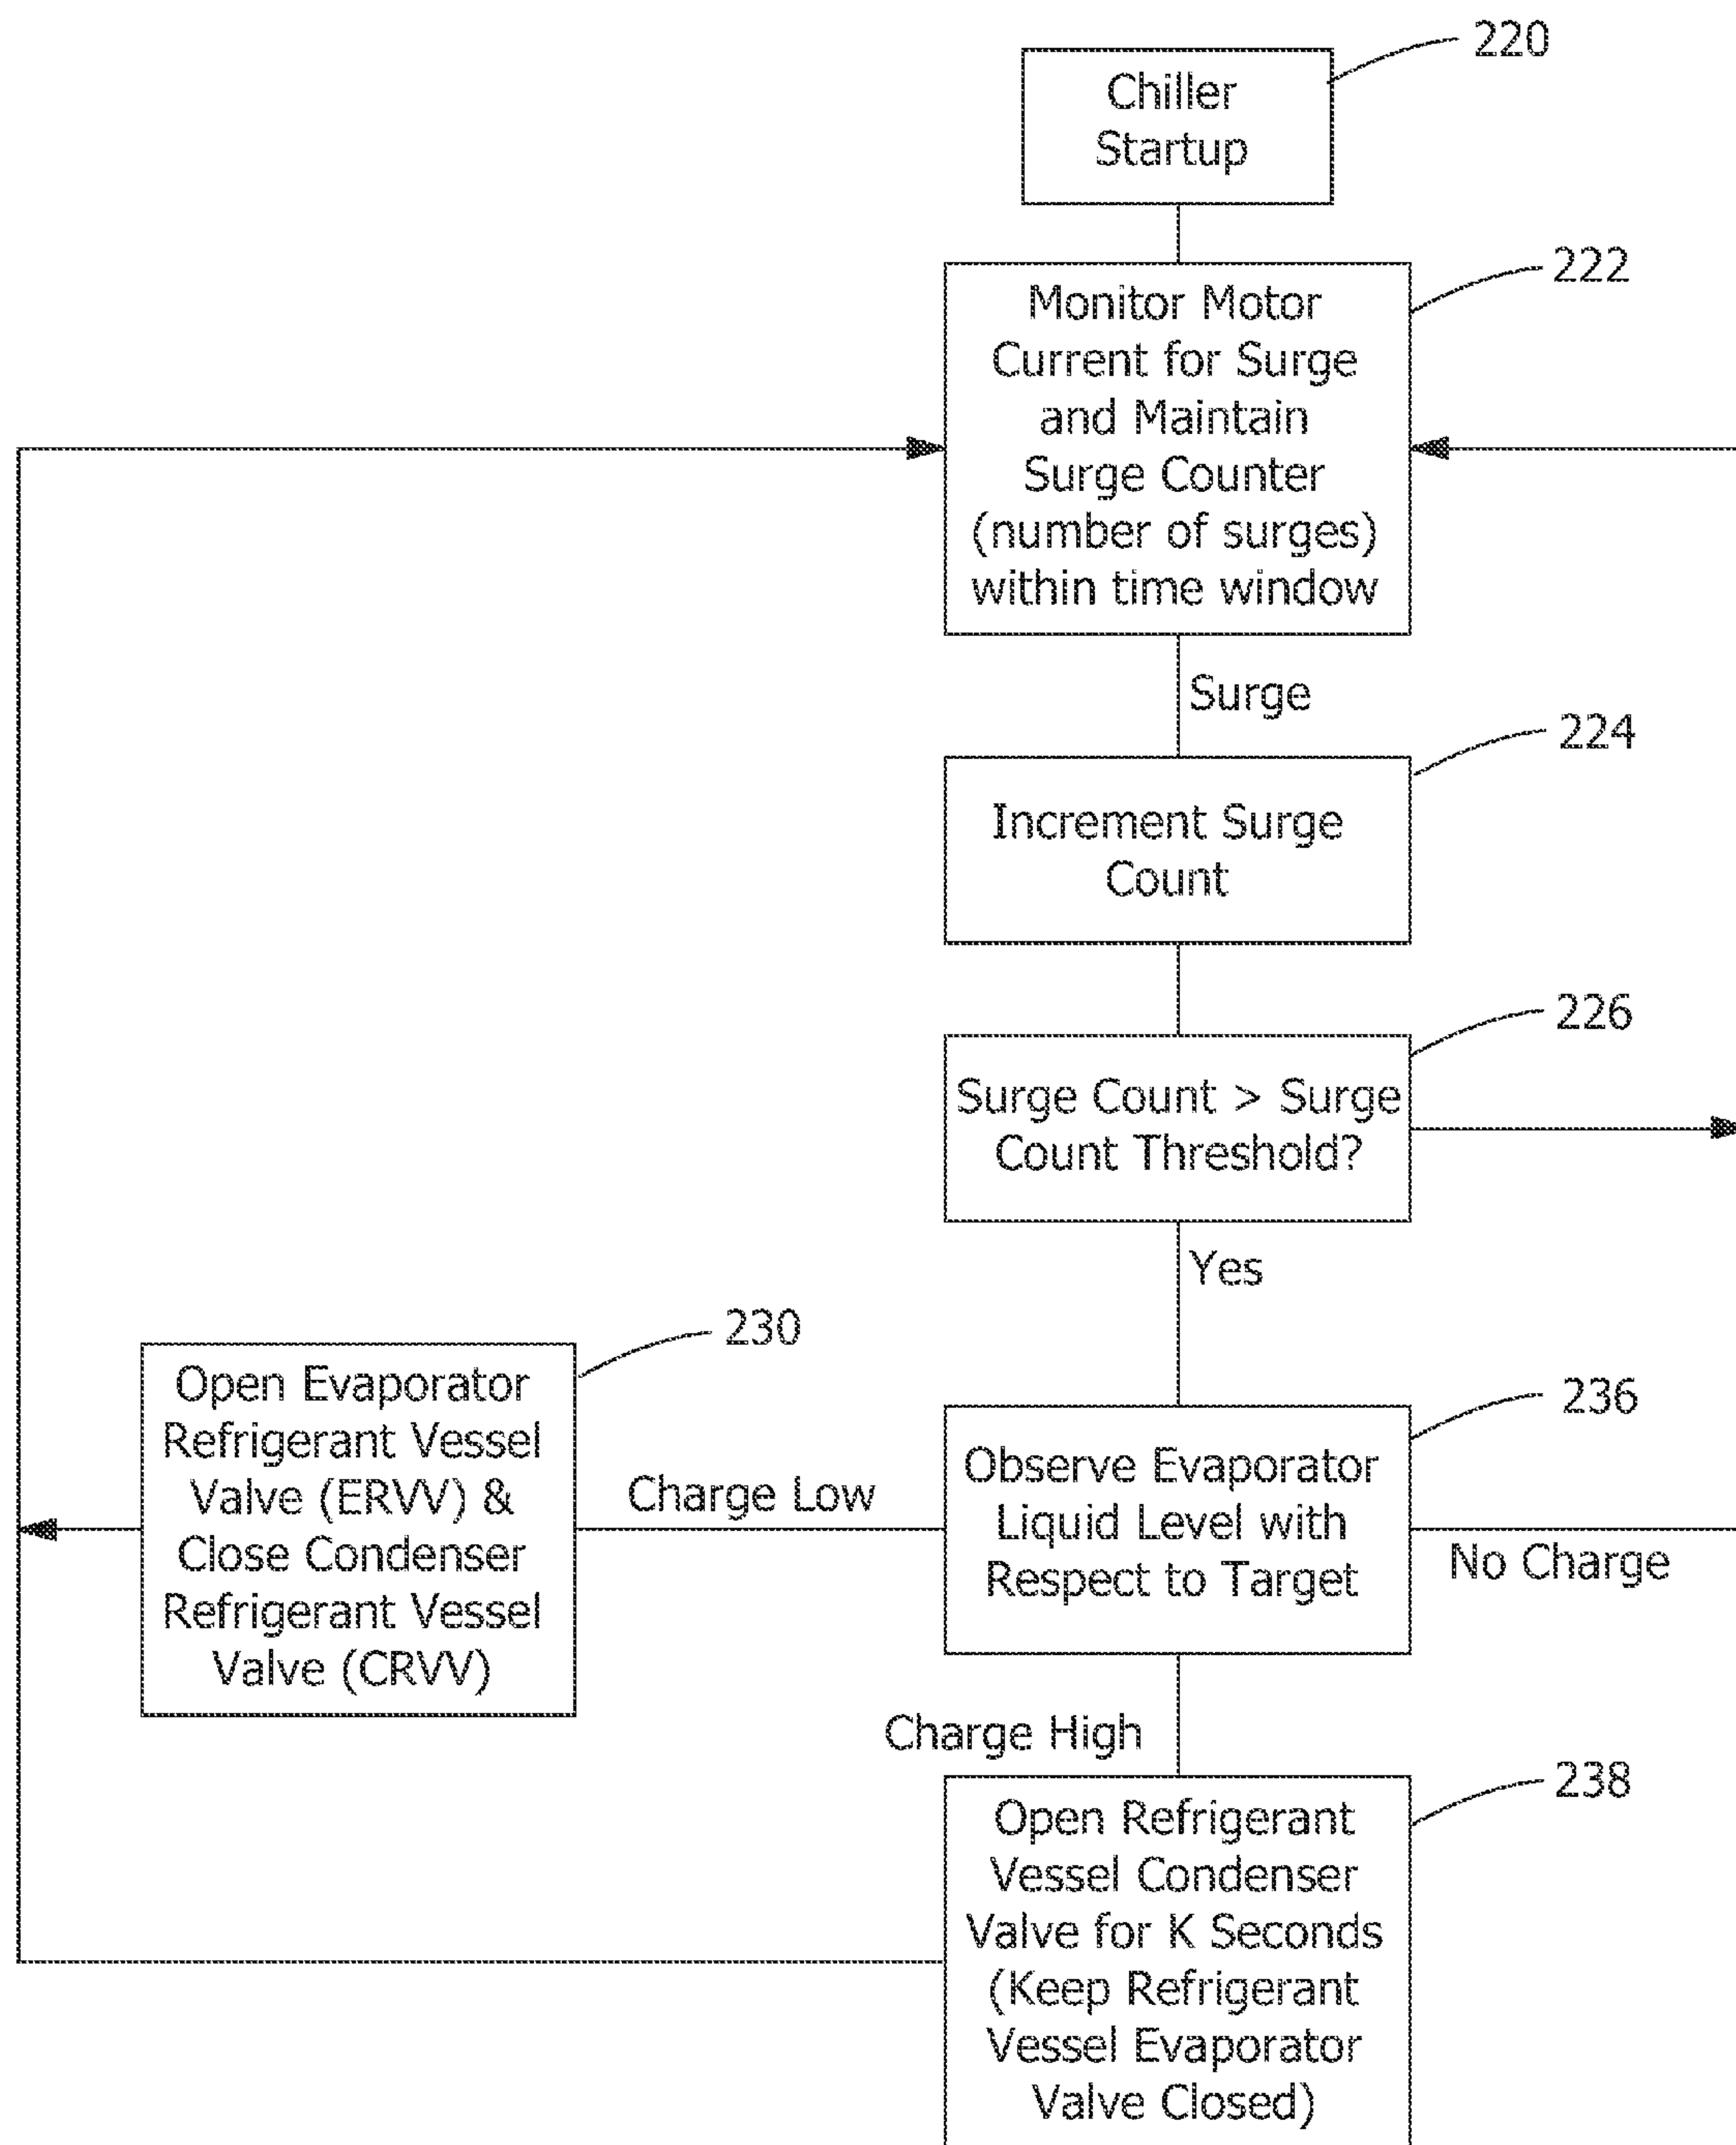 220
Chiller
Startup
222
Monitor Motor
Current for Surge
and Maintain
Surge Counter
(number of surges)
within time window
Surge
224
Increment Surge
Count
226
Surge Count > Surge
Count Threshold?
Yes
230
Open Evaporator
Refrigerant Vessel
Valve (ERVV) &
Close Condenser
Refrigerant Vessel
Valve (CRVV)
Charge Low
236
Observe Evaporator
Liquid Level with
Respect to Target
No Charge
Charge High
238
Open Refrigerant
Vessel Condenser
Valve for K Seconds
(Keep Refrigerant
Vessel Evaporator
Valve Closed)